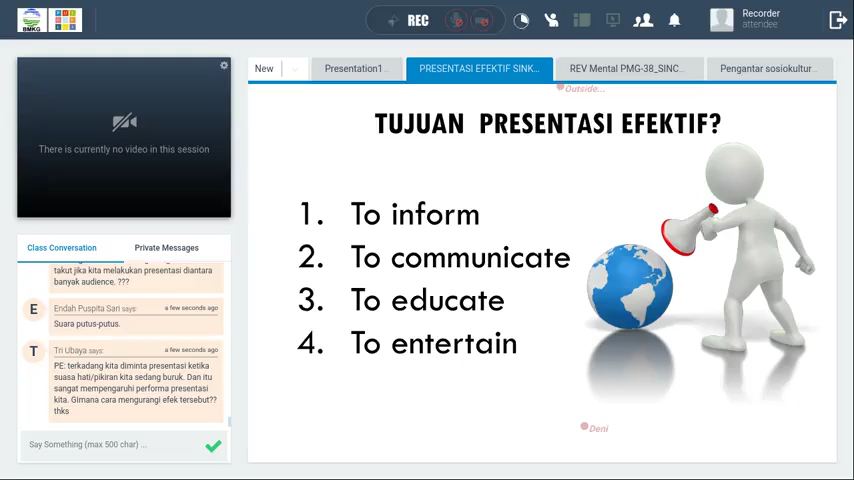 BMKG
REC
Recorder
attendee
There is currently no video in this session
New
Presentation1...
PRESENTASI EFEKTIF SINK...
REV Mental PMG-38_SINC...
Pengantar sosiokultur...
Outside...
TUJUAN PRESENTASI EFEKTIF?
1. To inform
2. To communicate
3. To educate
4. To entertain
Deni
Class Conversation
Private Messages
takut jika kita melakukan presentasi diantara
banyak audience, ???
E
Endah Puspita Sari says:
a few seconds ago
Suara putus-putus.
T
Tri Ubaya says:
a few seconds ago
PE: terkadang kita diminta presentasi ketika
suasa hati/pikiran kita sedang buruk. Dan itu
sangat mempengaruhi performa presentasi
kita. GImana cara mengurangi efek tersebut??
thks
Say Something (max 500 char) ...